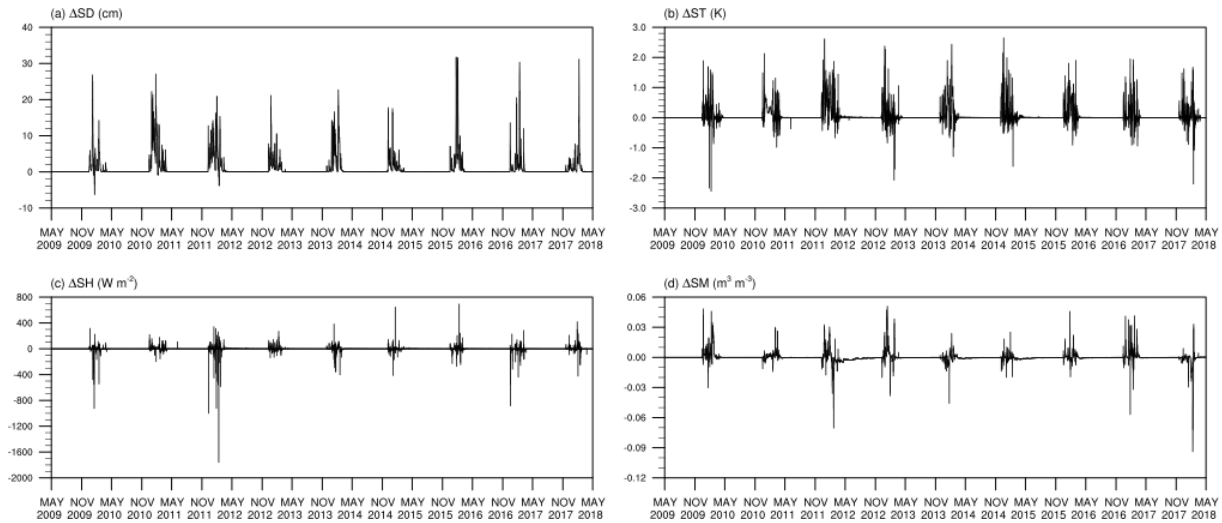 (a) ΔSD (cm)
40
30
20
10
0
-10
MAY NOV MAY NOV MAY NOV MAY NOV MAY NOV MAY NOV MAY NOV MAY NOV MAY NOV MAY
2009 2009 2010 2010 2011 2011 2012 2012 2013 2013 2014 2014 2015 2015 2016 2016 2017 2017 2018
(b) ΔST (K)
3.0
2.0
1.0
0.0
-1.0
-2.0
-3.0
MAY NOV MAY NOV MAY NOV MAY NOV MAY NOV MAY NOV MAY NOV MAY NOV MAY NOV MAY
2009 2009 2010 2010 2011 2011 2012 2012 2013 2013 2014 2014 2015 2015 2016 2016 2017 2017 2018
(c) ΔSH (W m⁻²)
800
400
0
-400
-800
-1200
-1600
-2000
MAY NOV MAY NOV MAY NOV MAY NOV MAY NOV MAY NOV MAY NOV MAY NOV MAY NOV MAY
2009 2009 2010 2010 2011 2011 2012 2012 2013 2013 2014 2014 2015 2015 2016 2016 2017 2017 2018
(d) ΔSM (m³ m⁻³)
0.06
0.03
0.00
-0.03
-0.06
-0.09
-0.12
MAY NOV MAY NOV MAY NOV MAY NOV MAY NOV MAY NOV MAY NOV MAY NOV MAY NOV MAY
2009 2009 2010 2010 2011 2011 2012 2012 2013 2013 2014 2014 2015 2015 2016 2016 2017 2017 2018